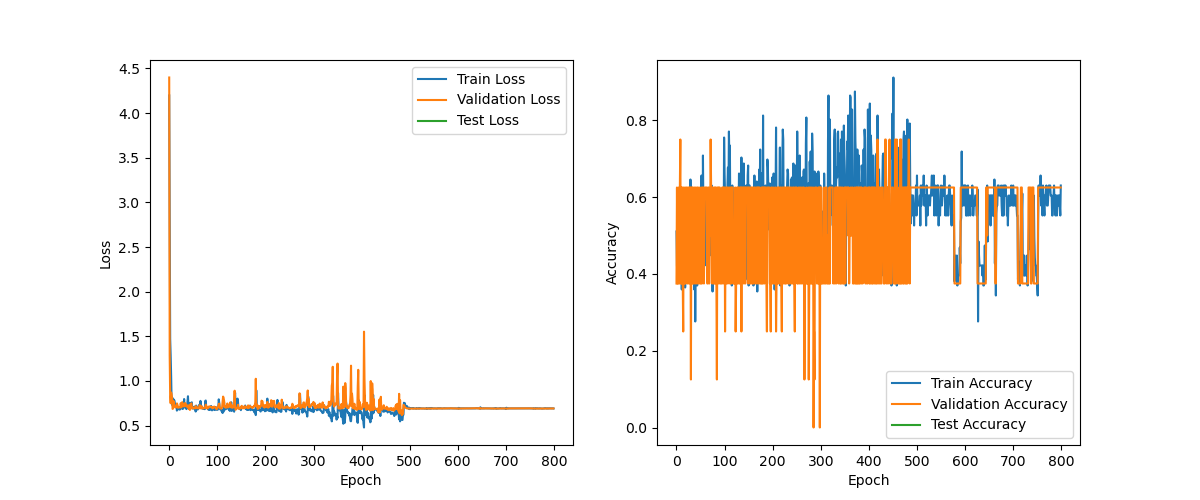 4.5
4.0
3.5
3.0
2.5
2.0
1.5
1.0
0.5
Loss
0 100 200 300 400 500 600 700 800
Epoch
Train Loss
Validation Loss
Test Loss
0.8
0.6
0.4
0.2
0.0
Accuracy
0 100 200 300 400 500 600 700 800
Epoch
Train Accuracy
Validation Accuracy
Test Accuracy